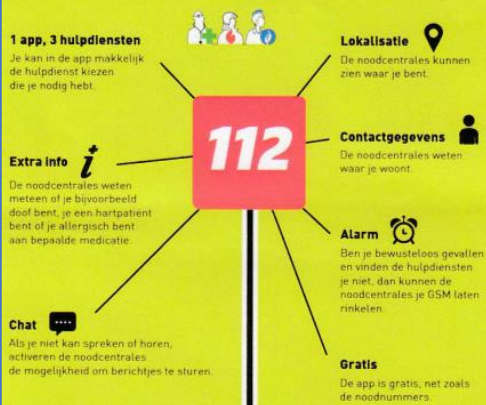 1 app, 3 hulpdiensten
Je kan in de app makkelijk
de hulpdienst kiezen
die je nodig hebt.
Lokalisatie
De noodcentrales kunnen
zien waar je bent.
112
Extra info
De noodcentrales weten
meteen of je bijvoorbeeld
doof bent, je een hartpatiënt
bent of je allergisch bent
aan bepaalde medicatie.
Contactgegevens
De noodcentrales weten
waar je woont.
Alarm
Ben je bewusteloos gevallen
en vinden de hulpdiensten
je niet, dan kunnen de
noodcentrales je GSM laten
rinkelen.
Chat
Als je niet kan spreken of horen,
activeren de noodcentrales
de mogelijkheid om berichtjes te sturen.
Gratis
De app is gratis, net zoals
de noodnummers.